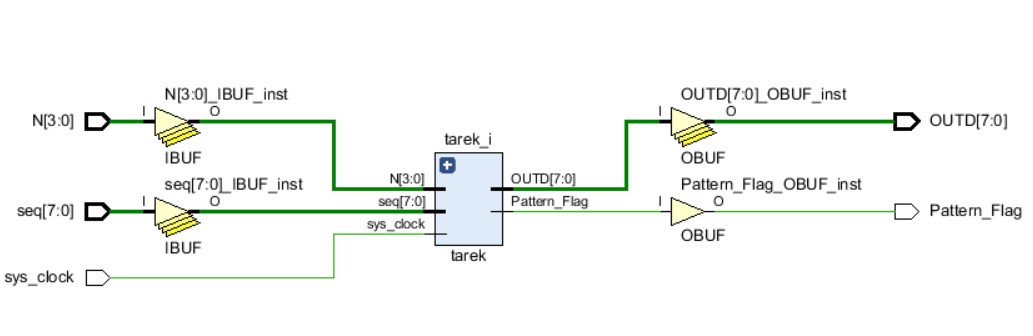 N[3:0]_IBUF_inst
OUTD[7:0]_OBUF_inst
N[3:0]
I
O
I
O
OUTD[7:0]
IBUF
tarek_i
OBUF
N[3:0]
OUTD[7:0]
seq[7:0]_IBUF_inst
Pattern_Flag_OBUF_inst
seq[7:0]
I
O
seq[7:0]
Pattern_Flag
I
O
Pattern_Flag
sys_clock
IBUF
OBUF
tarek
sys_clock